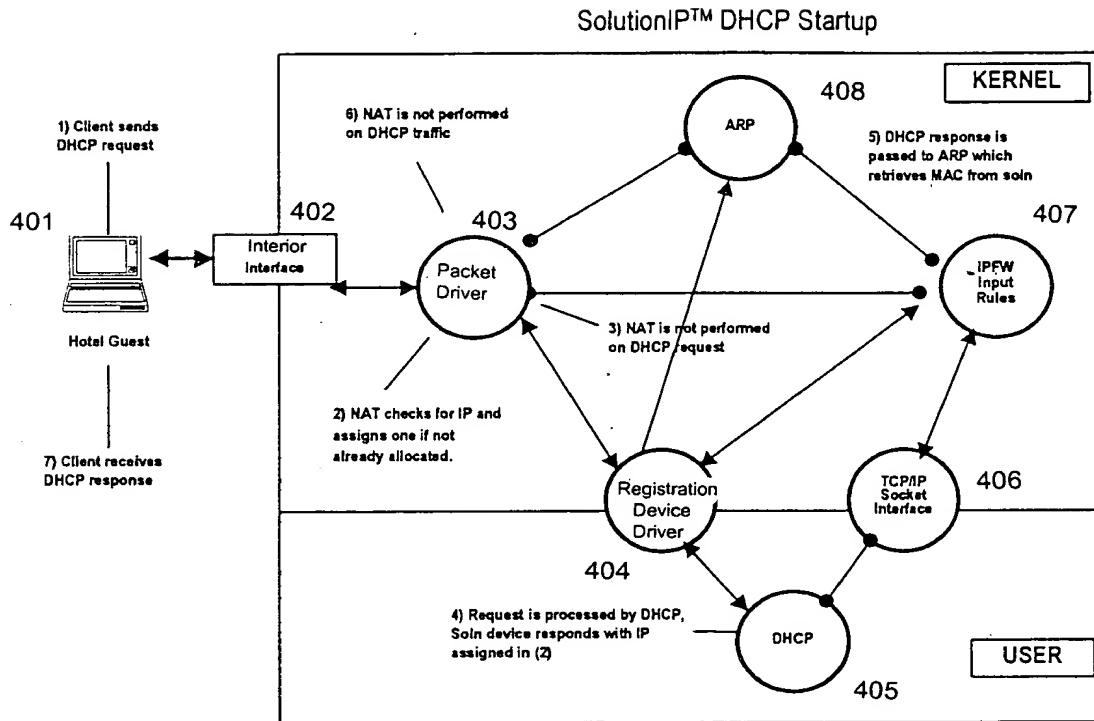 SolutionIP™ DHCP Startup
KERNEL
408
ARP
6) NAT is not performed
on DHCP traffic
1) Client sends
DHCP request
5) DHCP response is
passed to ARP which
retrieves MAC from soln
401
402
403
407
Interior
Interface
Packet
Driver
IPFW
Input
Rules
Hotel Guest
3) NAT is not performed
on DHCP request
2) NAT checks for IP and
assigns one if not
already allocated.
7) Client receives
DHCP response
Registration
Device
Driver
TCP/IP
Socket
Interface
406
404
4) Request is processed by DHCP,
Soln device responds with IP
assigned in (2)
DHCP
USER
405